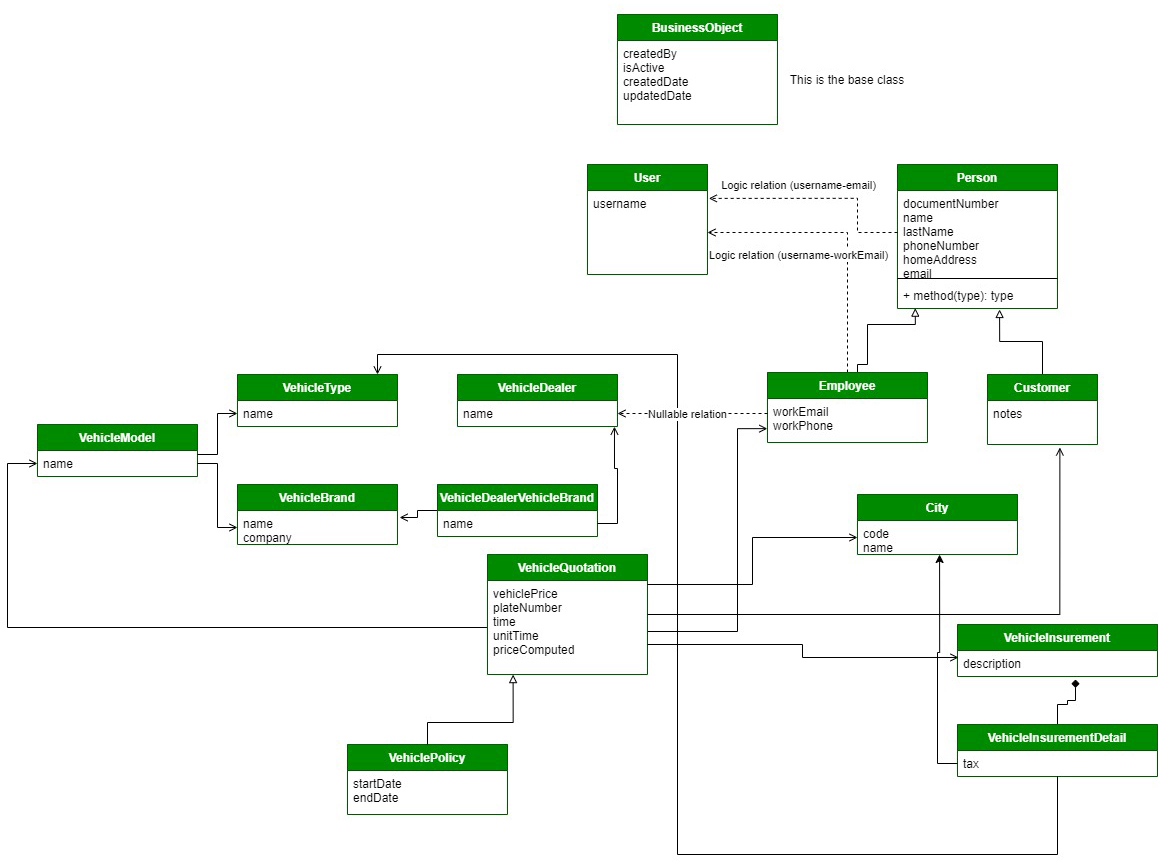 BusinessObject
createdBy
isActive
createdDate
updatedDate
This is the base class
User
username
Logic relation (username-email)
Logic relation (username-workEmail)
Person
documentNumber
name
lastName
phoneNumber
homeAddress
email
+ method(type): type
VehicleType
name
VehicleDealer
name
Nullable relation
Employee
workEmail
workPhone
Customer
notes
VehicleModel
name
VehicleBrand
name
company
VehicleDealerVehicleBrand
name
City
code
name
VehicleQuotation
vehiclePrice
plateNumber
time
unitTime
priceComputed
VehicleInsurement
description
VehicleInsurementDetail
tax
VehiclePolicy
startDate
endDate